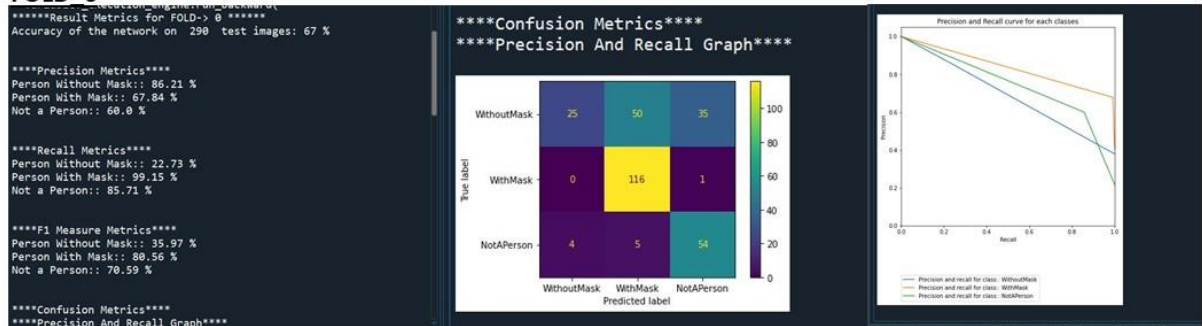 ******Result Metrics for FOLD-> 0 ******
Accuracy of the network on 290 test images: 67 %
****Precision Metrics****
Person Without Mask:: 86.21 %
Person With Mask:: 67.84 %
Not a Person:: 60.0 %
****Recall Metrics****
Person Without Mask:: 22.73 %
Person With Mask:: 99.15 %
Not a Person:: 85.71 %
****F1 Measure Metrics****
Person Without Mask:: 35.97 %
Person With Mask:: 80.56 %
Not a Person:: 70.59 %
****Confusion Metrics****
****Precision And Recall Graph****
****Confusion Metrics****
****Precision And Recall Graph****
True label
WithoutMask 25 50 35
WithMask 0 116 1
NotAPerson 4 5 54
WithoutMask WithMask NotAPerson
Predicted label
100
80
60
40
20
0
Precision and Recall curve for each classes
Precision
1.0
0.8
0.6
0.4
0.2
0.0
0.0 0.2 0.4 0.6 0.8 1.0
Recall
Precision and recall for class: WithoutMask
Precision and recall for class: WithMask
Precision and recall for class: NotAPerson